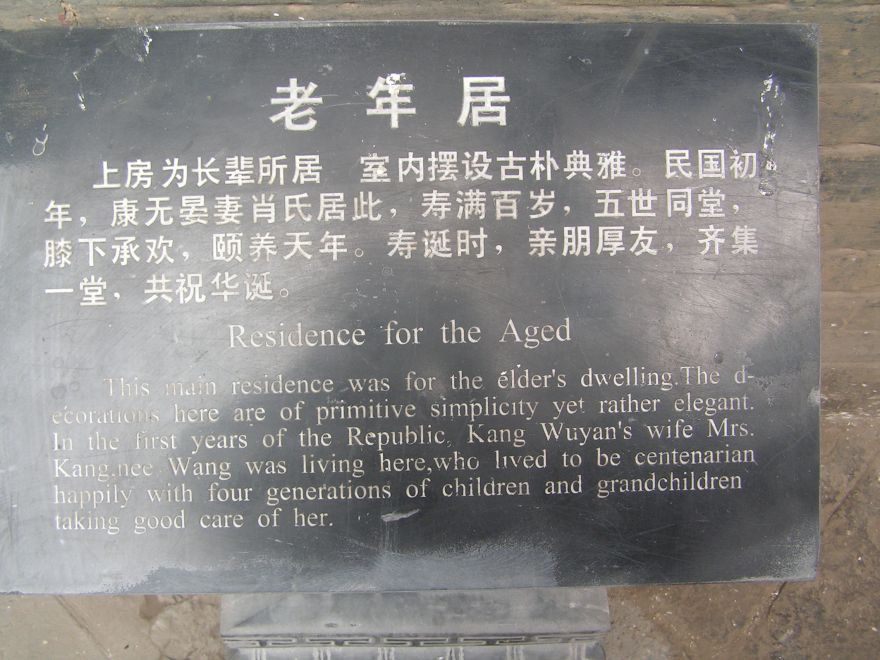 老年居
上房为长辈所居 室内摆设古朴典雅。民国初
年，康无晏妻肖氏居此，寿满百岁，五世同堂，
膝下承欢，颐养天年。寿诞时，亲朋厚友，齐集
一堂，共祝华诞。
Residence for the Aged
This main residence was for the élder's dwelling.The d-
ecorations here are of primitive simplicity yet rather elegant.
In the first years of the Republic, Kang Wuyan's wife Mrs.
Kang,nee Wang was living here,who lived to be centenarian
happily with four generations of children and grandchildren
taking good care of her.